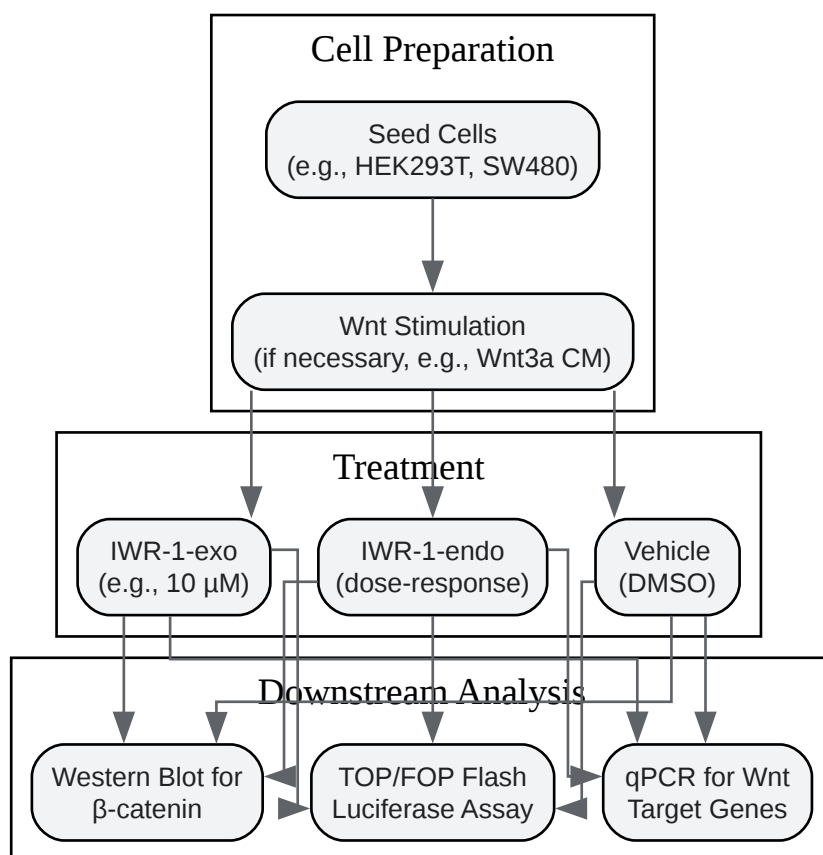 Cell Preparation
Seed Cells
(e.g., HEK293T, SW480)
Wnt Stimulation
(if necessary, e.g., Wnt3a CM)
Treatment
IWR-1-exo
(e.g., 10 µM)
IWR-1-endo
(dose-response)
Vehicle
(DMSO)
Downstream Analysis
Western Blot for
β-catenin
TOP/FOP Flash
Luciferase Assay
qPCR for Wnt
Target Genes